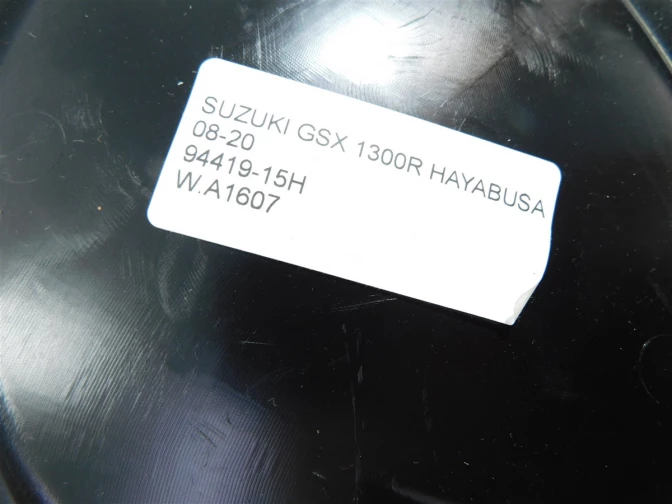 SUZUKI GSX 1300R HAYABUSA
08-20
94419-15H
W.A1607